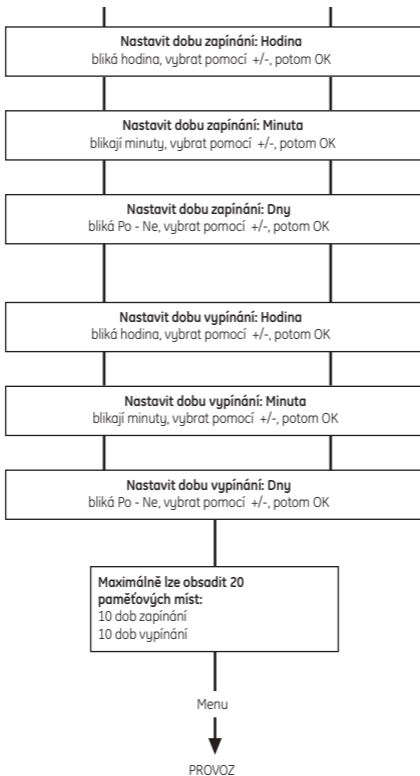 Nastavit dobu zapínání: Hodina
bliká hodina, vybrat pomocí +/-, potom OK
Nastavit dobu zapínání: Minuta
blikají minuty, vybrat pomocí +/-, potom OK
Nastavit dobu zapínání: Dny
bliká Po - Ne, vybrat pomocí +/-, potom OK
Nastavit dobu vypínání: Hodina
bliká hodina, vybrat pomocí +/-, potom OK
Nastavit dobu vypínání: Minuta
blikají minuty, vybrat pomocí +/-, potom OK
Nastavit dobu vypínání: Dny
bliká Po - Ne, vybrat pomocí +/-, potom OK
Maximálně lze obsadit 20
paměťových míst:
10 dob zapínání
10 dob vypínání
Menu
PROVOZ